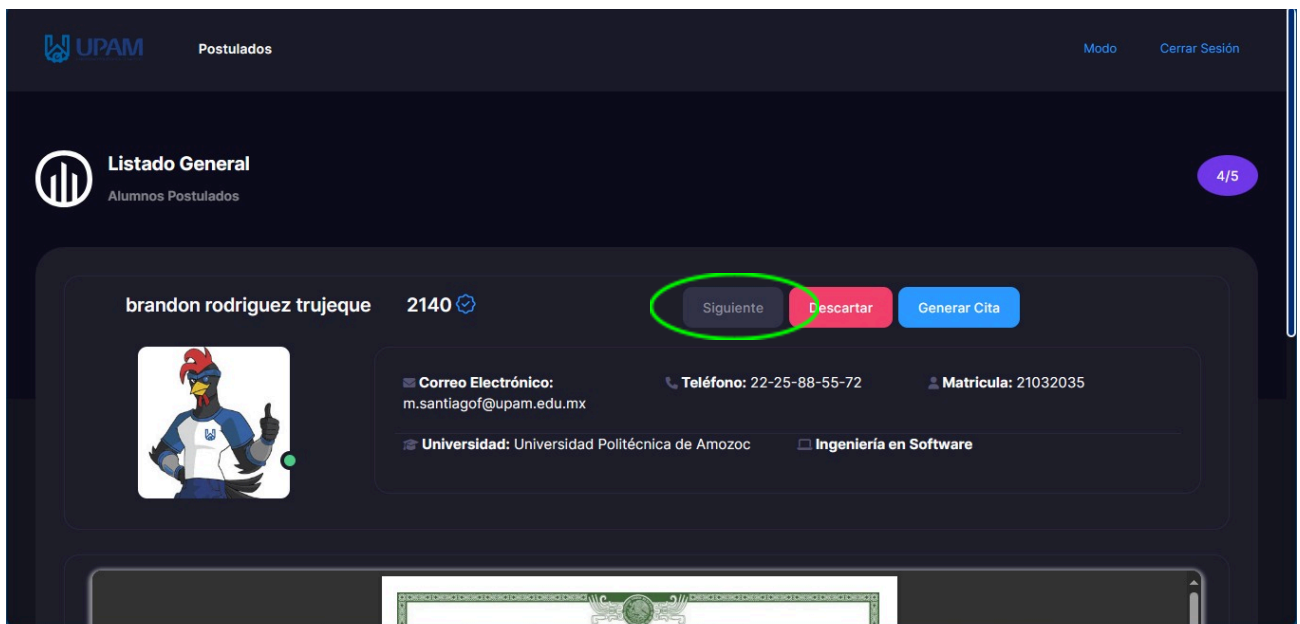 UPAM Postulados Modo Cerrar Sesión
Listado General
Alumnos Postulados
4/5
brandon rodriguez trujeque 2140 Siguiente Descartar Generar Cita
Correo Electrónico: Teléfono: 22-25-88-55-72 Matricula: 21032035
m.santiagof@upam.edu.mx
Universidad: Universidad Politécnica de Amozoc Ingeniería en Software